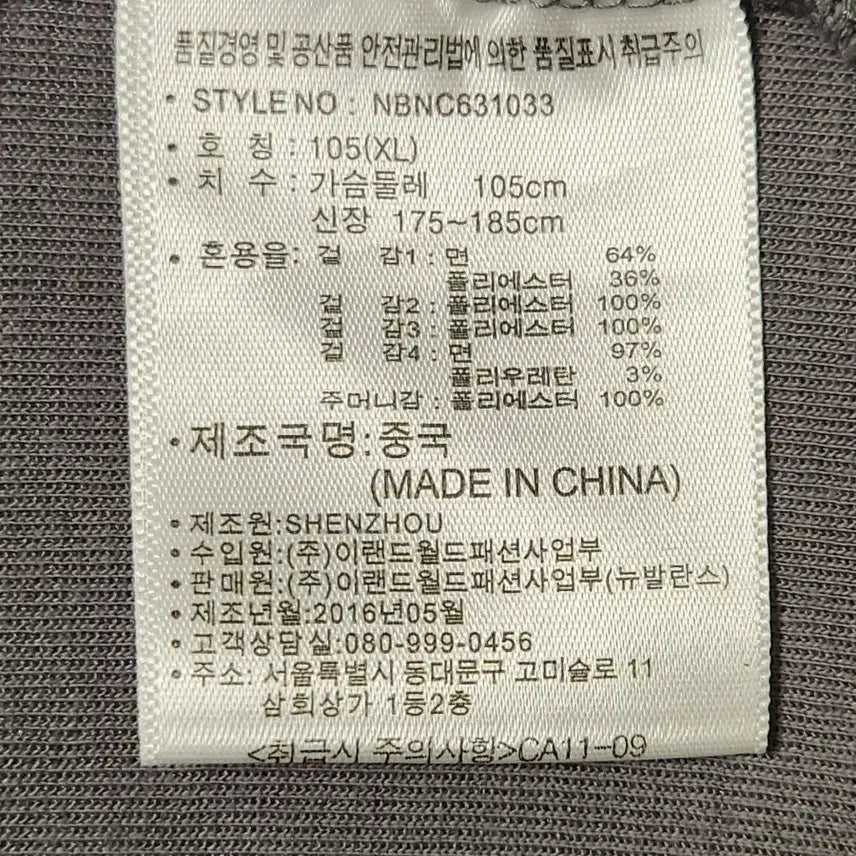 품질경영 및 공산품 안전관리법에 의한 품질표시 취급주의
• STYLE NO : NBNC631033
• 호 칭 : 105(XL)
• 치 수 : 가슴둘레 105cm
신장 175~185cm
• 혼용율: 겉 감1 : 면 64%
폴리에스터 36%
겉 감2 : 폴리에스터 100%
겉 감3 : 폴리에스터 100%
겉 감4 : 면 97%
폴리우레탄 3%
주머니감 : 폴리에스터 100%
• 제조국명:중국
(MADE IN CHINA)
• 제조원:SHENZHOU
• 수입원:(주)이랜드월드패션사업부
• 판매원:(주)이랜드월드패션사업부(뉴발란스)
• 제조년월:2016년05월
• 고객상담실:080-999-0456
• 주소: 서울특별시 동대문구 고미술로 11
삼희상가 1동2층
<취급시 주의사항>CA11-09